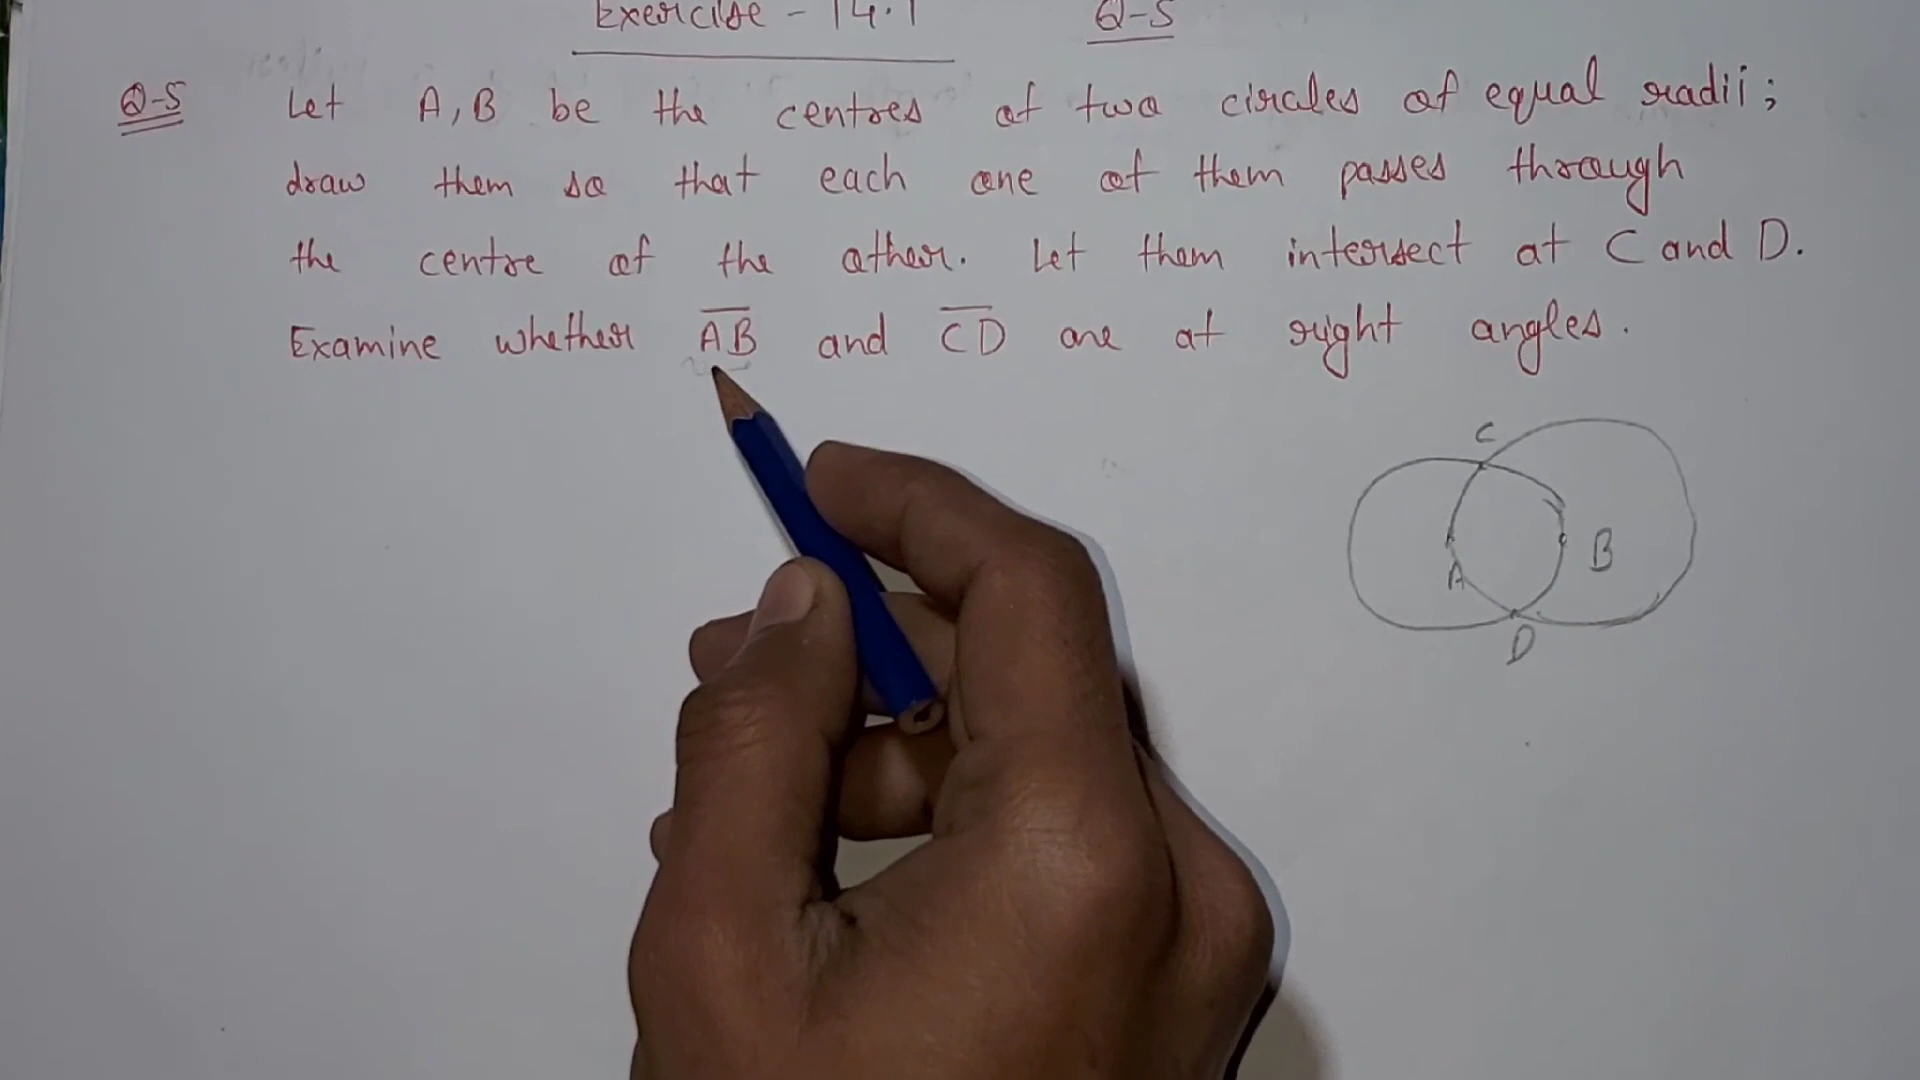 Exercise - 14.1 Q-5
Q-5 Let A, B be the centres of two circles of equal radii;
draw them so that each one of them passes through
the centre of the other. Let them intersect at C and D.
Examine whether AB and CD are at right angles.
C
B
A
D